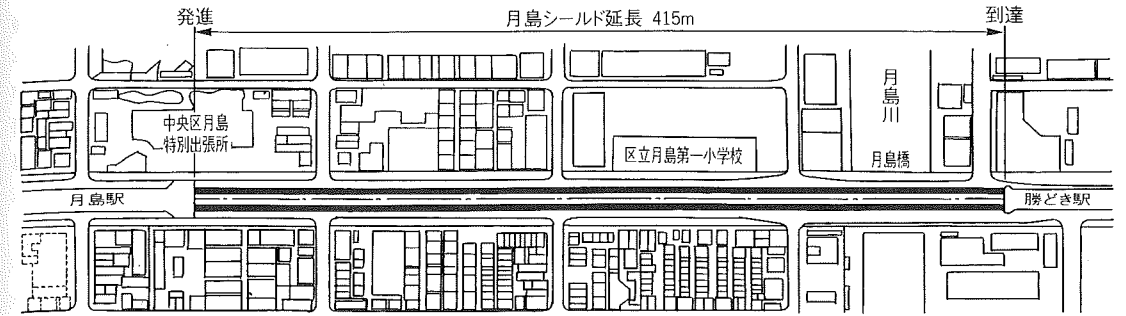 発進
月島シールド延長 415m
到達
中央区月島
特別出張所
区立月島第一小学校
月島川
月島橋
月島駅
勝どき駅